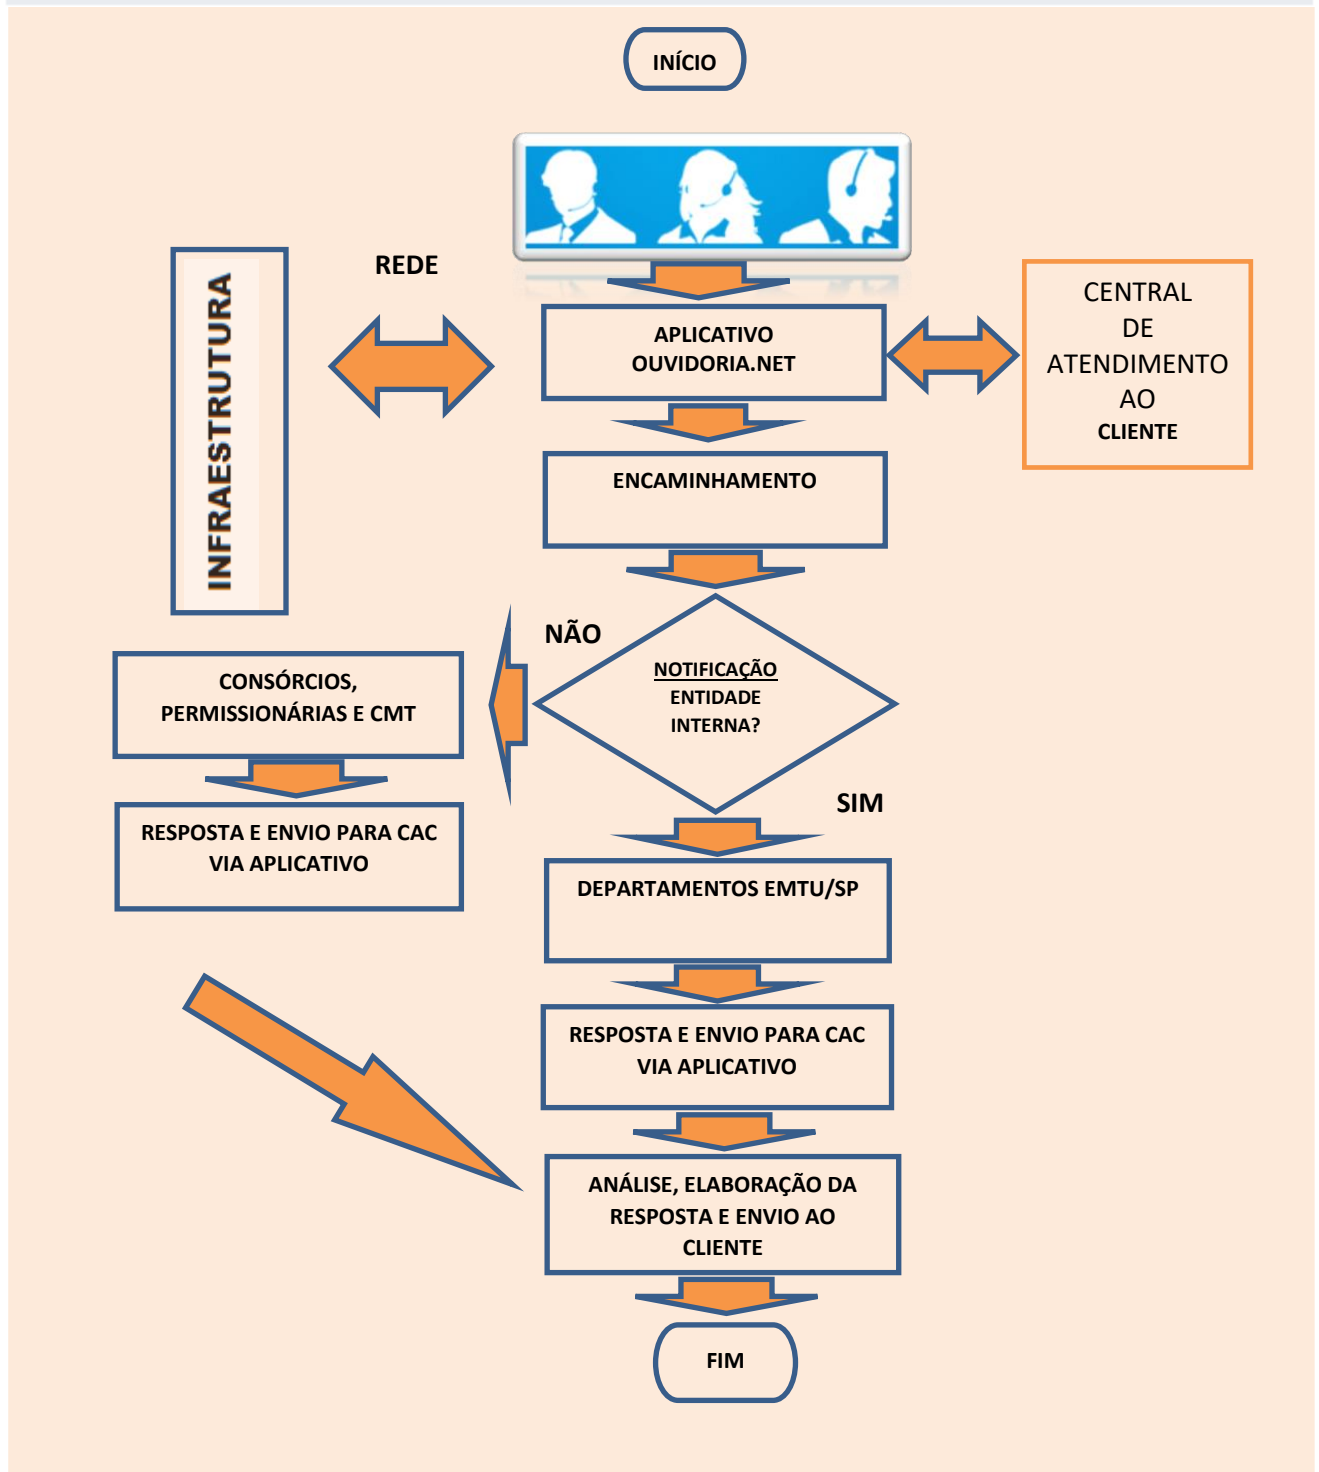 INÍCIO
REDE
INFRAESTRUTURA
APLICATIVO
OUVIDORIA.NET
CENTRAL
DE
ATENDIMENTO
AO
CLIENTE
ENCAMINHAMENTO
NÃO
NOTIFICAÇÃO
ENTIDADE
INTERNA?
CONSÓRCIOS,
PERMISSIONÁRIAS E CMT
SIM
RESPOSTA E ENVIO PARA CAC
VIA APLICATIVO
DEPARTAMENTOS EMTU/SP
RESPOSTA E ENVIO PARA CAC
VIA APLICATIVO
ANÁLISE, ELABORAÇÃO DA
RESPOSTA E ENVIO AO
CLIENTE
FIM